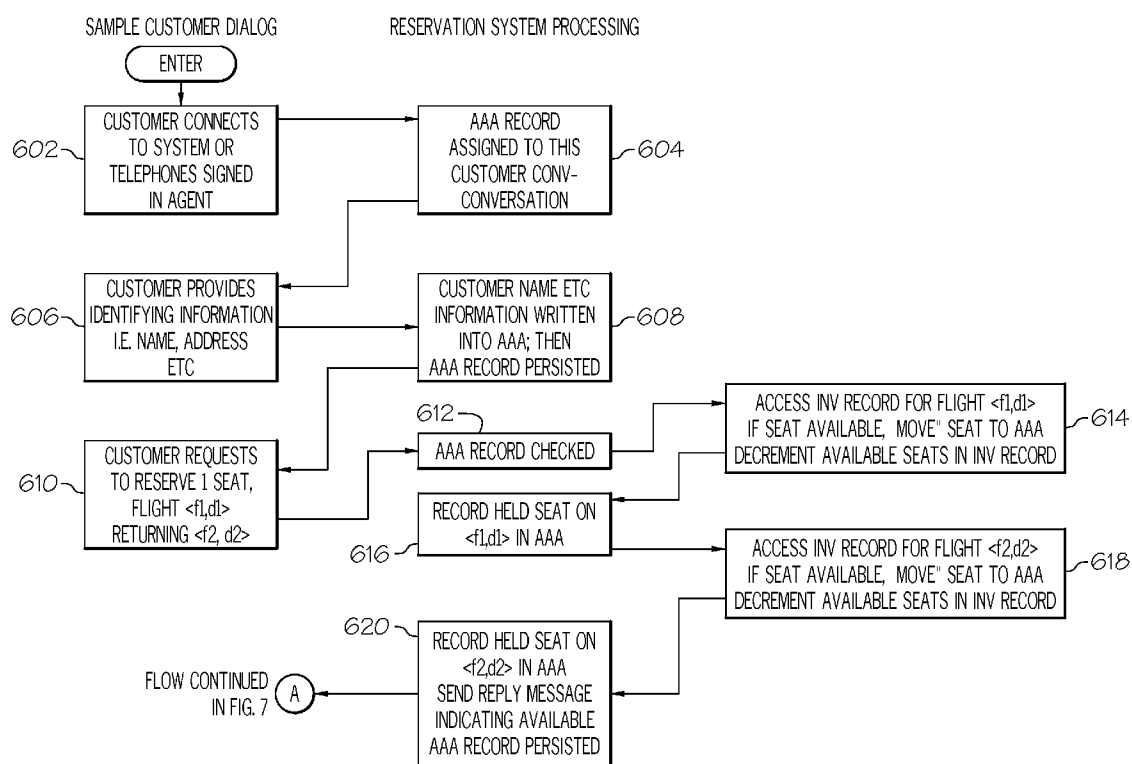 SAMPLE CUSTOMER DIALOG
RESERVATION SYSTEM PROCESSING
ENTER
602
CUSTOMER CONNECTS
TO SYSTEM OR
TELEPHONES SIGNED
IN AGENT
AAA RECORD
ASSIGNED TO THIS
CUSTOMER CONV-
CONVERSATION
604
606
CUSTOMER PROVIDES
IDENTIFYING INFORMATION
I.E. NAME, ADDRESS
ETC
CUSTOMER NAME ETC
INFORMATION WRITTEN
INTO AAA; THEN
AAA RECORD PERSISTED
608
610
CUSTOMER REQUESTS
TO RESERVE 1 SEAT,
FLIGHT <f1,d1>
RETURNING <f2, d2>
612
AAA RECORD CHECKED
ACCESS INV RECORD FOR FLIGHT <f1,d1>
IF SEAT AVAILABLE, MOVE" SEAT TO AAA
DECREMENT AVAILABLE SEATS IN INV RECORD
614
616
RECORD HELD SEAT ON
<f1,d1> IN AAA
ACCESS INV RECORD FOR FLIGHT <f2,d2>
IF SEAT AVAILABLE, MOVE" SEAT TO AAA
DECREMENT AVAILABLE SEATS IN INV RECORD
618
620
RECORD HELD SEAT ON
<f2,d2> IN AAA
SEND REPLY MESSAGE
INDICATING AVAILABLE
AAA RECORD PERSISTED
FLOW CONTINUED
IN FIG. 7
A